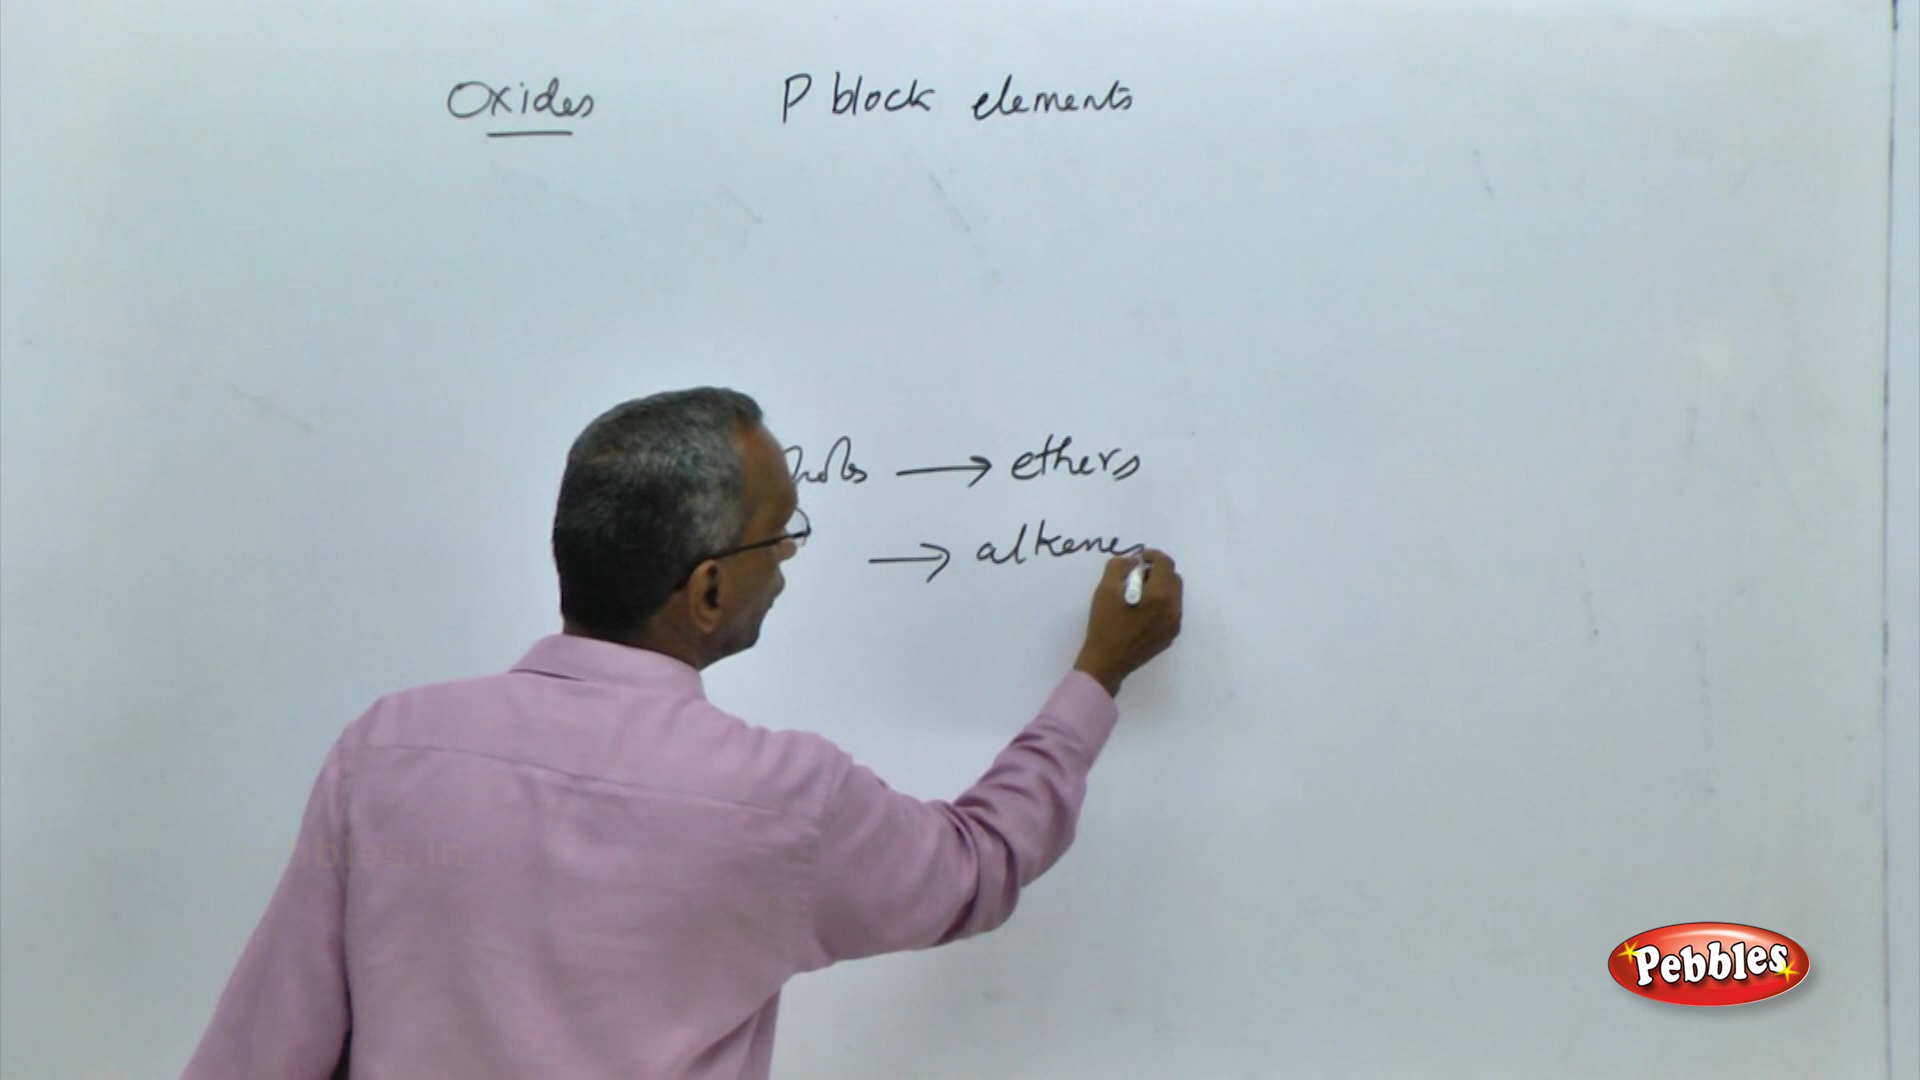 Oxides P block elements
→ ethers
→ alkenes
Pebbles